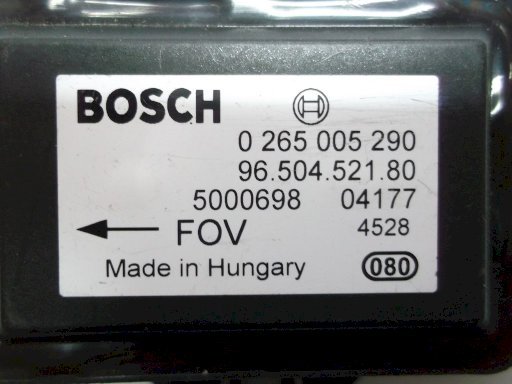 BOSCH
0 265 005 290
96.504.521.80
5000698 04177
FOV 4528
Made in Hungary 080